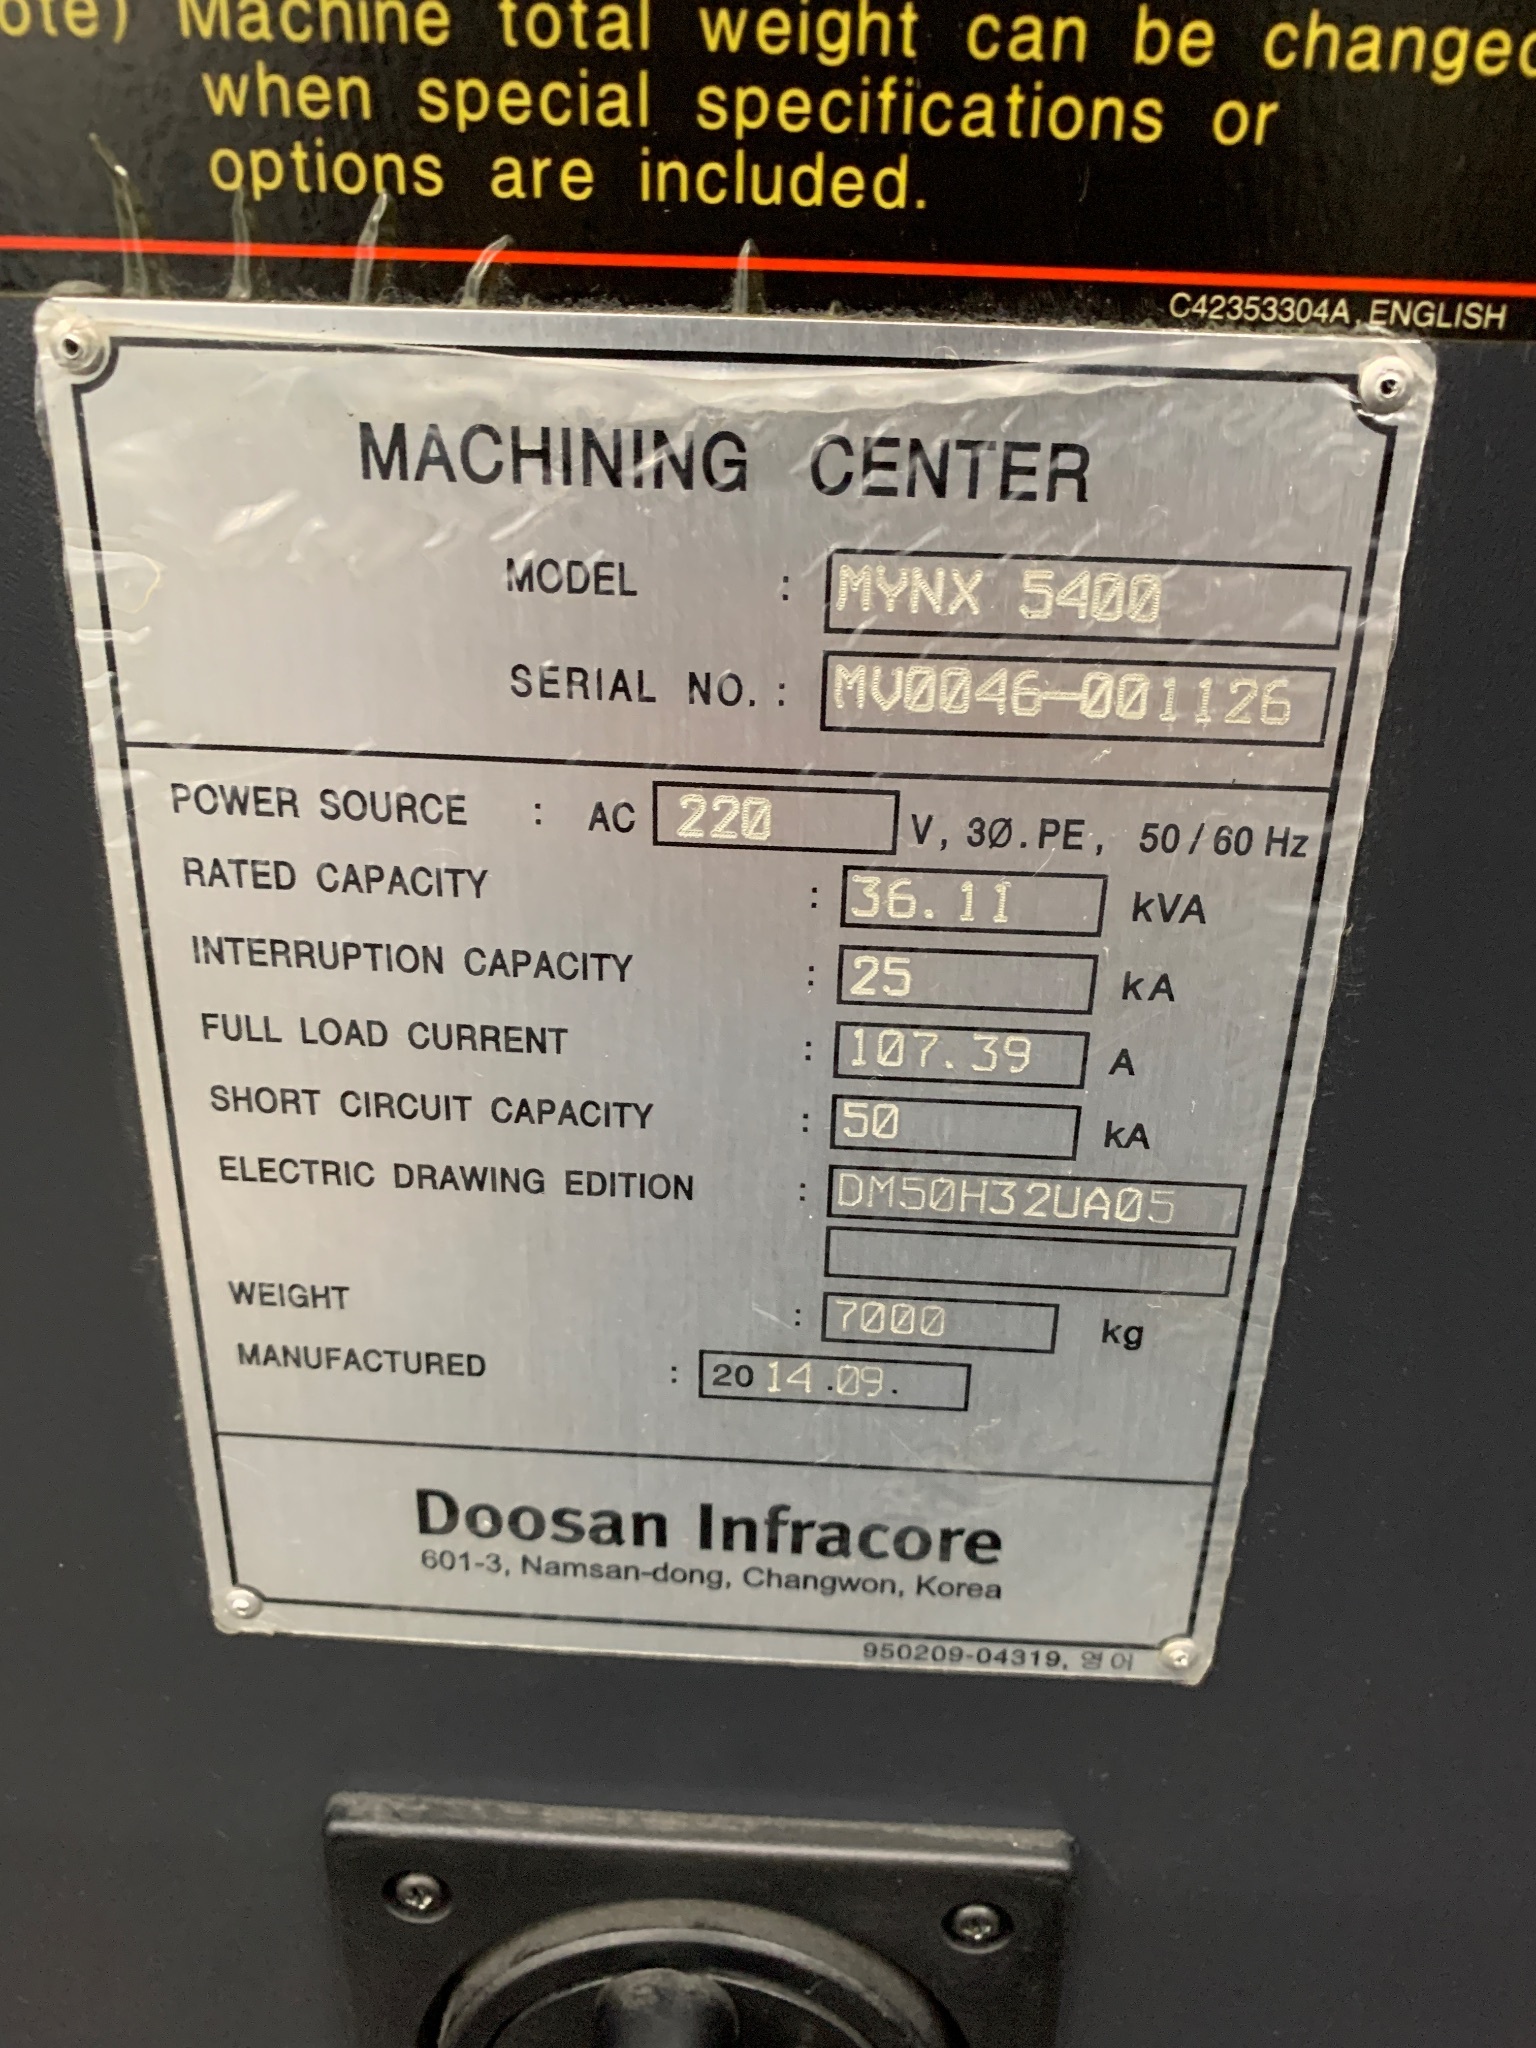 ote) Machine total weight can be changed
when special specifications or
options are included.
C42353304A, ENGLISH
MACHINING CENTER
MODEL : MYNX 5400
SERIAL NO. : MV0046-001126
POWER SOURCE : AC 220 V, 3Ø.PE, 50/60 Hz
RATED CAPACITY : 36.11 kVA
INTERRUPTION CAPACITY : 25 kA
FULL LOAD CURRENT : 107.39 A
SHORT CIRCUIT CAPACITY : 50 kA
ELECTRIC DRAWING EDITION : DM50H32UA05
WEIGHT : 7000 kg
MANUFACTURED : 2014.09.
Doosan Infracore
601-3, Namsan-dong, Changwon, Korea
950209-04319, 영어